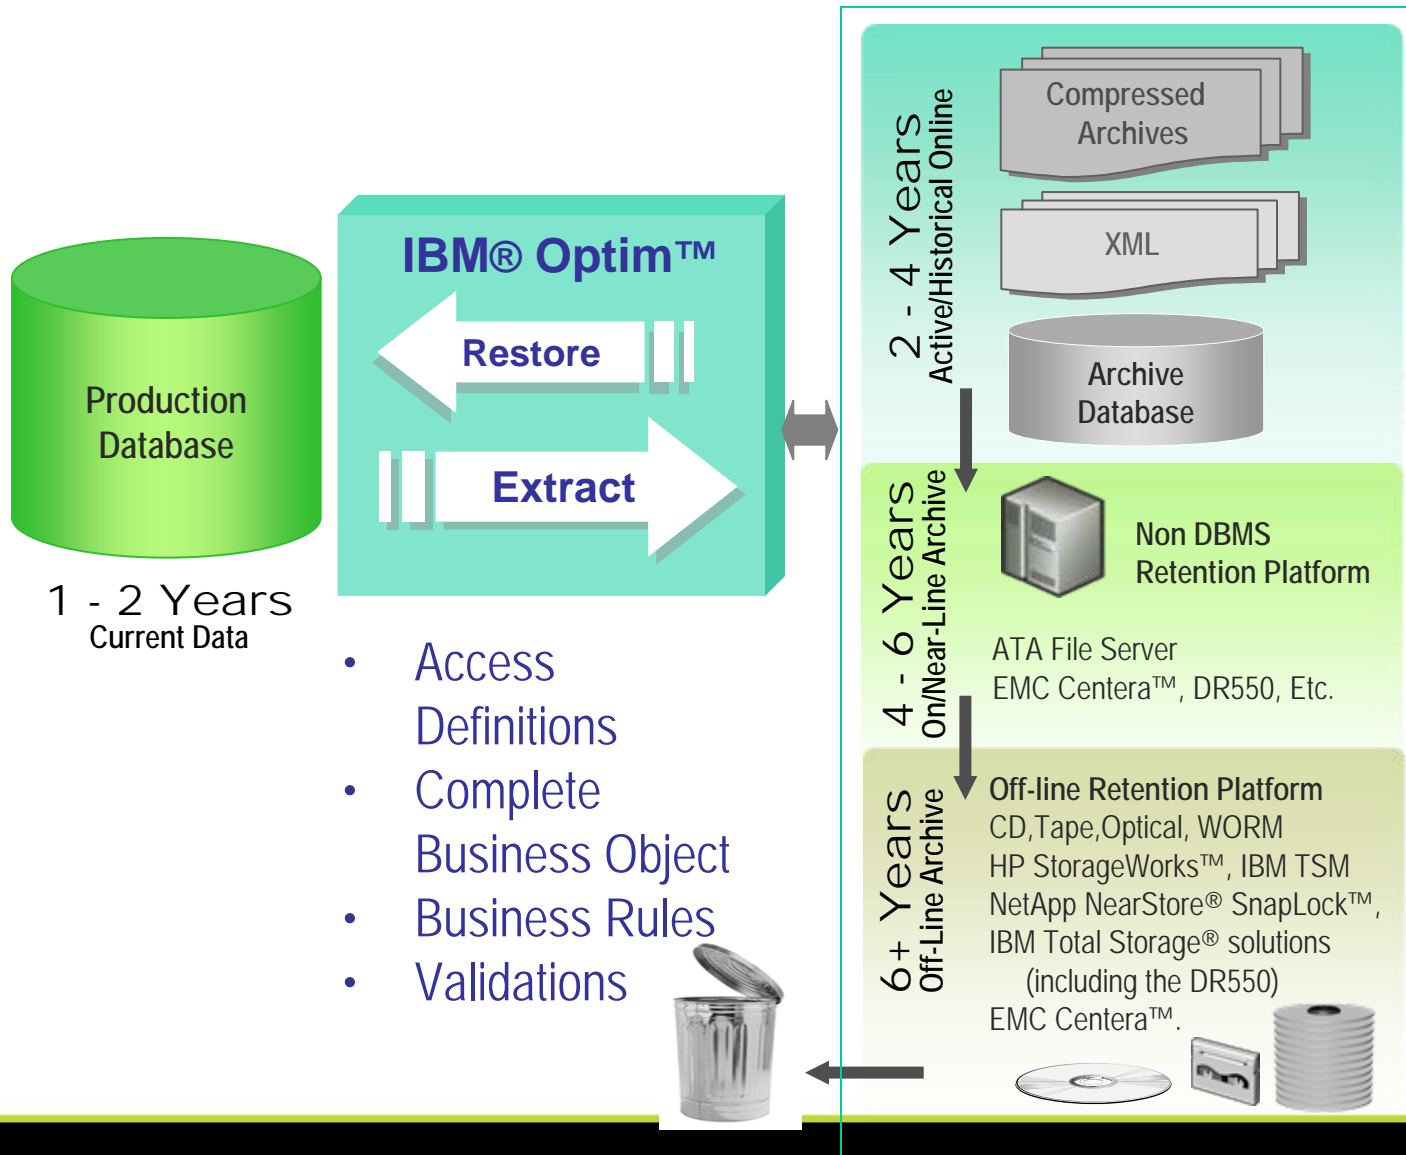 IBM® Optim™
Restore
Extract
Production
Database
1 - 2 Years
Current Data
• Access
Definitions
• Complete
Business Object
• Business Rules
• Validations
2 - 4 Years
Active/Historical Online
Compressed
Archives
XML
Archive
Database
4 - 6 Years
On/Near-Line Archive
Non DBMS
Retention Platform
ATA File Server
EMC Centera™, DR550, Etc.
6+ Years
Off-Line Archive
Off-line Retention Platform
CD,Tape,Optical, WORM
HP StorageWorks™, IBM TSM
NetApp NearStore® SnapLock™,
IBM Total Storage® solutions
(including the DR550)
EMC Centera™.